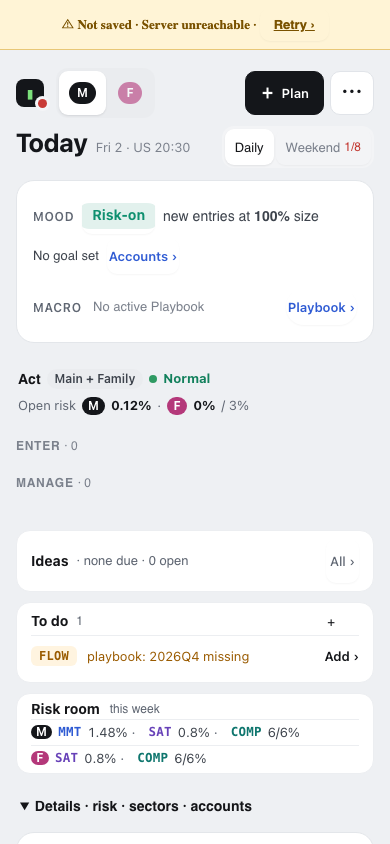 ⚠ Not saved · Server unreachable · Retry ›
M F + Plan •••
Today Fri 2 · US 20:30 Daily Weekend 1/8
MOOD Risk-on new entries at 100% size
No goal set Accounts ›
MACRO No active Playbook Playbook ›
Act Main + Family ● Normal
Open risk M 0.12% · F 0% / 3%
ENTER · 0
MANAGE · 0
Ideas · none due · 0 open All ›
To do 1 +
FLOW playbook: 2026Q4 missing Add ›
Risk room this week
M MMT 1.48% · SAT 0.8% · COMP 6/6%
F SAT 0.8% · COMP 6/6%
▼ Details · risk · sectors · accounts